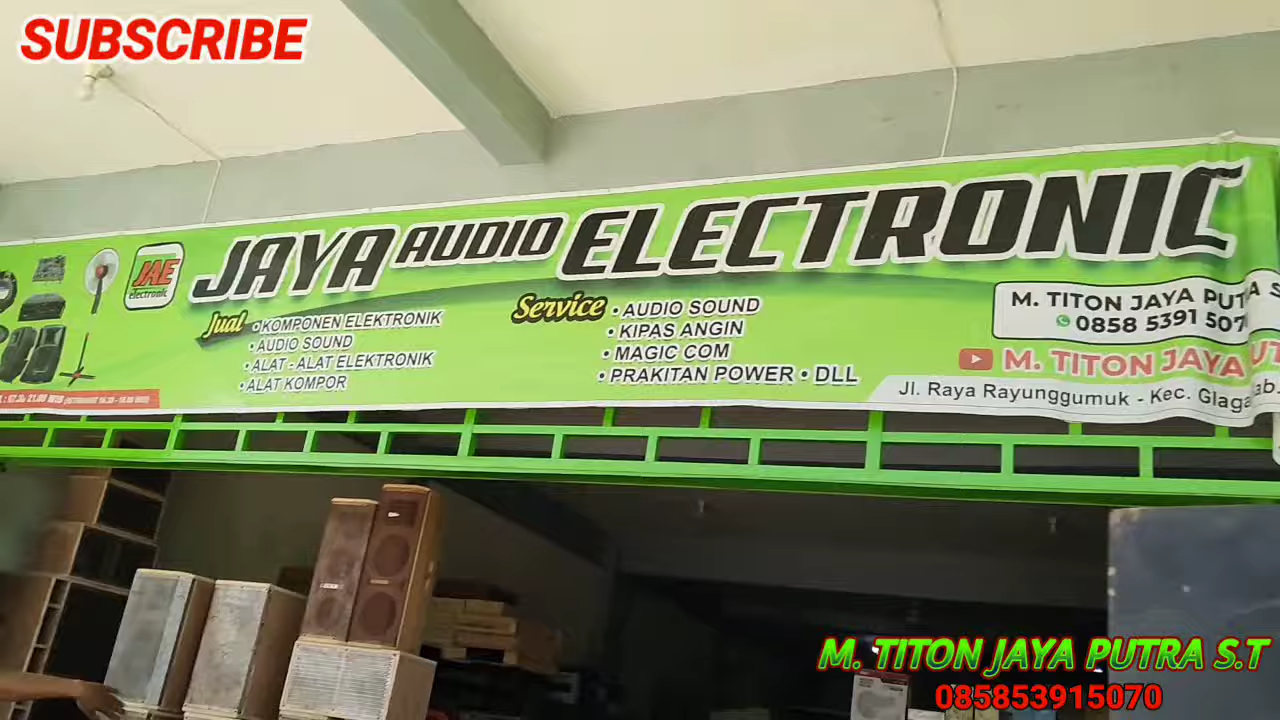 SUBSCRIBE
JAYA AUDIO ELECTRONIC
JAE
electronic
Jual
• KOMPONEN ELEKTRONIK
• AUDIO SOUND
• ALAT - ALAT ELEKTRONIK
• ALAT KOMPOR
Service
• AUDIO SOUND
• KIPAS ANGIN
• MAGIC COM
• PRAKITAN POWER • DLL
M. TITON JAYA PUTRA S
0858 5391 507
M. TITON JAYA
Jl. Raya Rayunggumuk - Kec. Glaga
M. TITON JAYA PUTRA S.T
085853915070